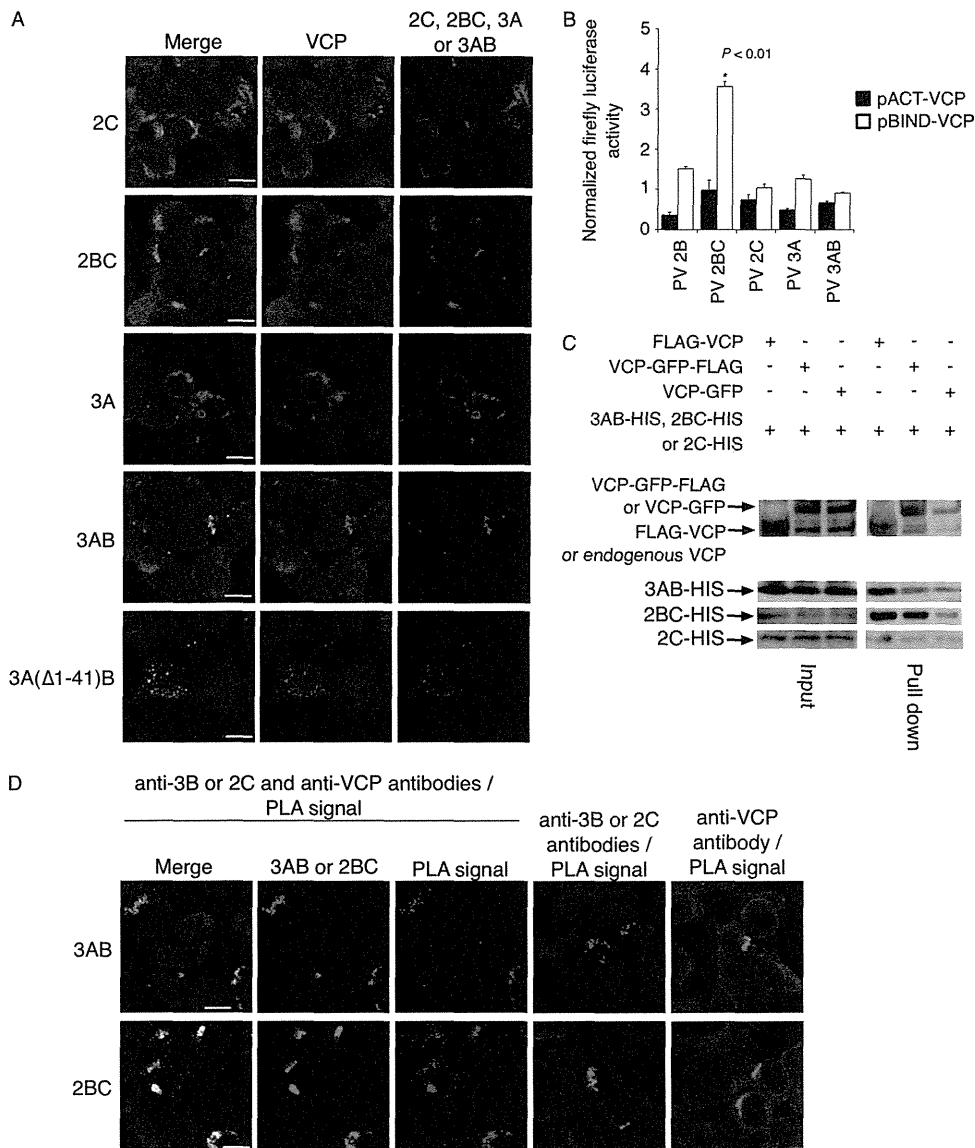 A
Merge
VCP
2C, 2BC, 3A
or 3AB
2C
2BC
3A
3AB
3A(Δ1-41)B
B
Normalized firefly luciferase
activity
5
4
3
2
1
0
P < 0.01
*
pACT-VCP
pBIND-VCP
PV 2B
PV 2BC
PV 2C
PV 3A
PV 3AB
C
FLAG-VCP + - - + - -
VCP-GFP-FLAG - + - - + -
VCP-GFP - - + - - +
3AB-HIS, 2BC-HIS
or 2C-HIS + + + + + +
VCP-GFP-FLAG
or VCP-GFP
FLAG-VCP
or endogenous VCP
3AB-HIS
2BC-HIS
2C-HIS
Input
Pull down
D
anti-3B or 2C and anti-VCP antibodies /
PLA signal
Merge
3AB or 2BC
PLA signal
anti-3B or 2C
antibodies /
PLA signal
anti-VCP
antibody /
PLA signal
3AB
2BC